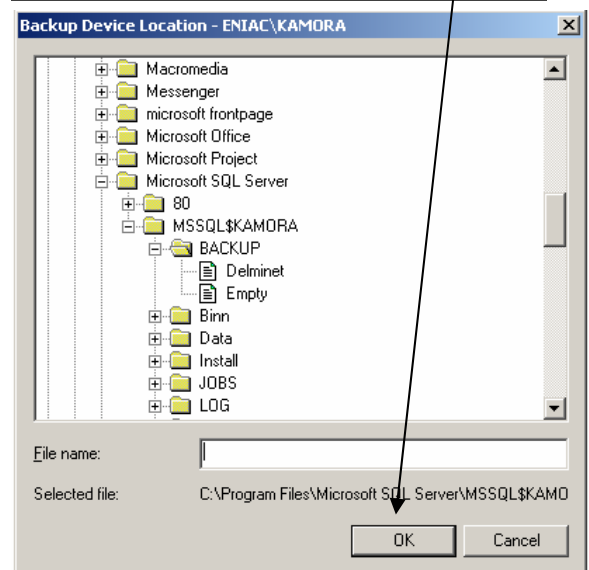 Backup Device Location - ENIAC\KAMORA
Macromedia
Messenger
microsoft frontpage
Microsoft Office
Microsoft Project
Microsoft SQL Server
80
MSSQL$KAMORA
BACKUP
Delminet
Empty
Binn
Data
Install
JOBS
LOG
File name:
Selected file: C:\Program Files\Microsoft SQL Server\MSSQL$KAMO
OK Cancel